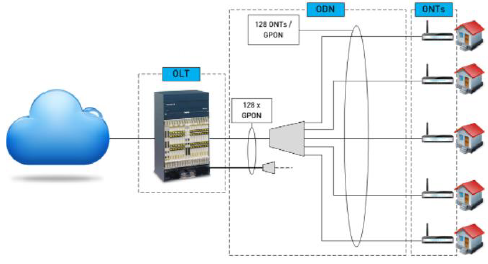 ODN
ONTs
128 ONTs /
GPON
OLT
128 x
GPON